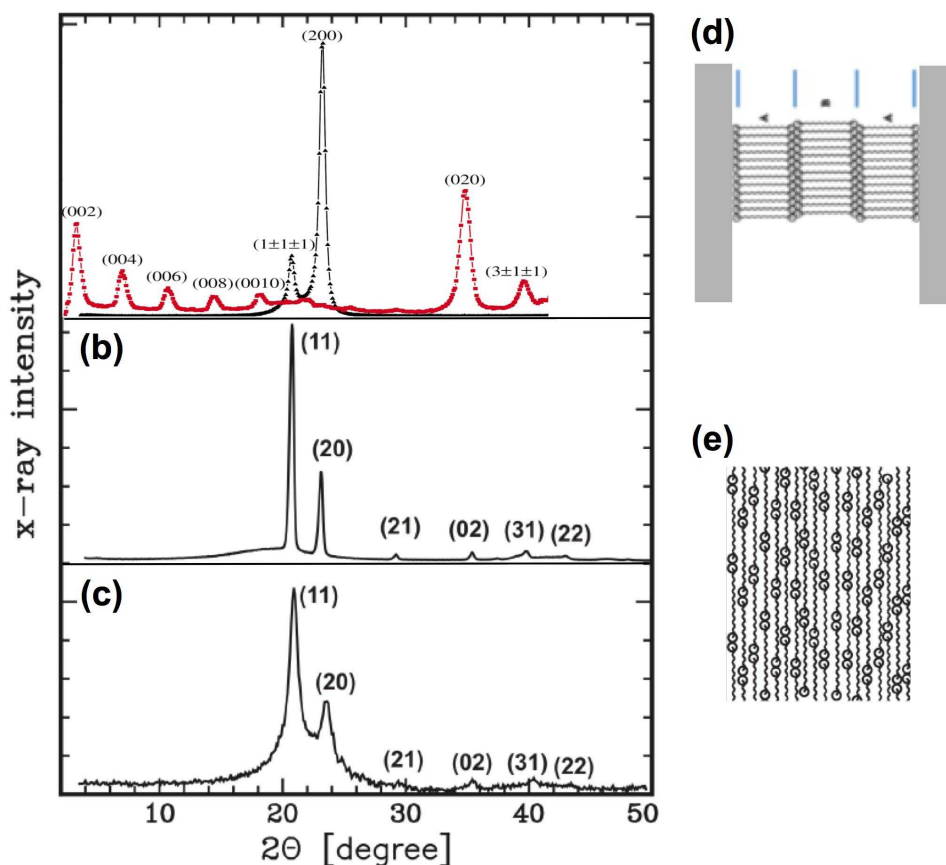 (200)
(002)
(004)
(006)
(008)
(0010)
(1±1±1)
(020)
(3±1±1)
(b)
(11)
(20)
(21)
(02)
(31)
(22)
(c)
(11)
(20)
(21)
(02)
(31)
(22)
x-ray intensity
10 20 30 40 50
2Θ [degree]
(d)
A B A
(e)